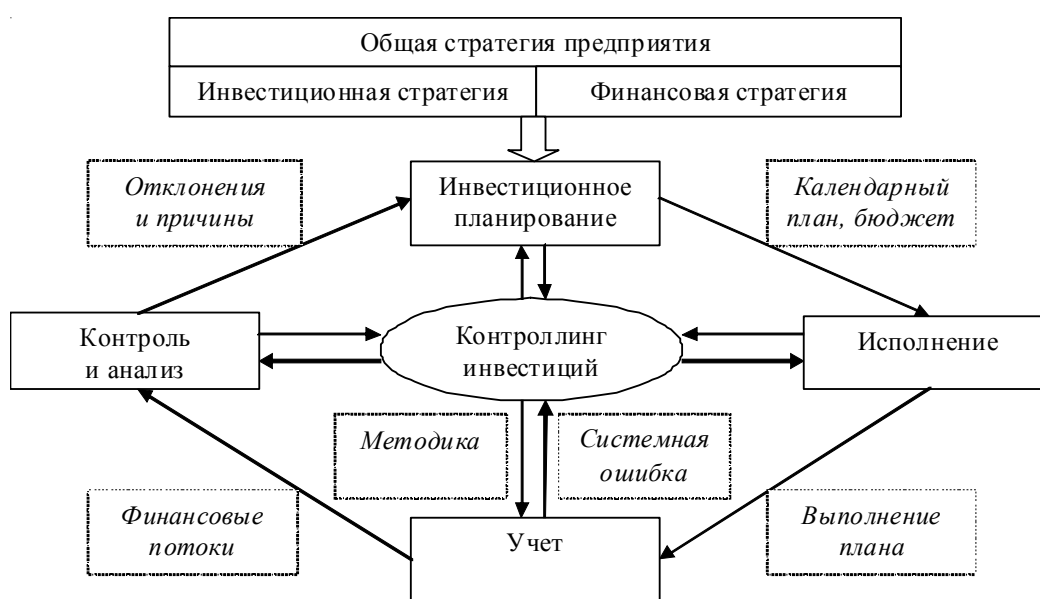 Общая стратегия предприятия
Инвестиционная стратегия
Финансовая стратегия
Отклонения
и причины
Инвестиционное
планирование
Календарный
план, бюджет
Контроль
и анализ
Контроллинг
инвестиций
Исполнение
Методика
Системная
ошибка
Финансовые
потоки
Учет
Выполнение
плана